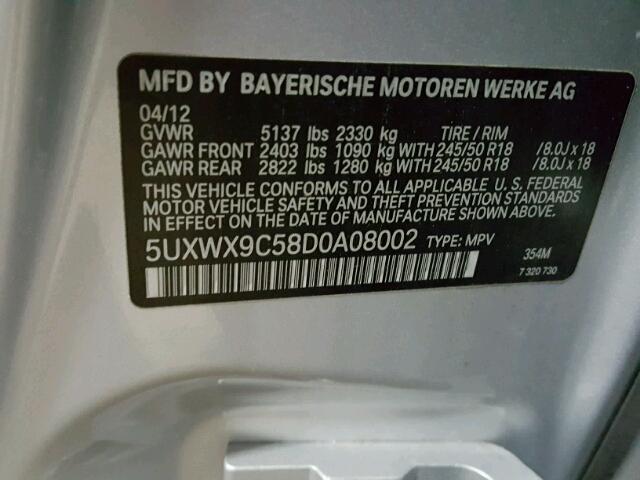 MFD BY BAYERISCHE MOTOREN WERKE AG
04/12
GVWR 5137 lbs 2330 kg TIRE / RIM
GAWR FRONT 2403 lbs 1090 kg WITH 245/50 R18 /8.0J x 18
GAWR REAR 2822 lbs 1280 kg WITH 245/50 R18 /8.0J x 18
THIS VEHICLE CONFORMS TO ALL APPLICABLE U. S. FEDERAL
MOTOR VEHICLE SAFETY AND THEFT PREVENTION STANDARDS
IN EFFECT ON THE DATE OF MANUFACTURE SHOWN ABOVE.
5UXWX9C58D0A08002 TYPE: MPV 354M
7 320 730